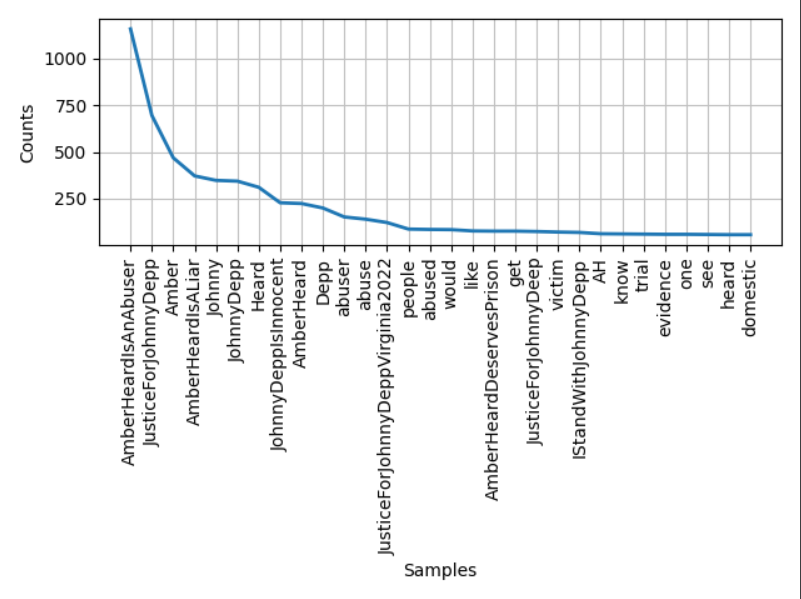 1000
750
500
250
Counts
AmberHeardIsAnAbuser
JusticeForJohnnyDepp
Amber
AmberHeardIsALiar
Johnny
JohnnyDepp
Heard
JohnnyDeppIsInnocent
AmberHeard
Depp
abuser
abuse
JusticeForJohnnyDeppVirginia2022
people
abused
would
like
AmberHeardDeservesPrison
get
JusticeForJohnnyDeep
victim
IStandWithJohnnyDepp
AH
know
trial
evidence
one
see
heard
domestic
Samples